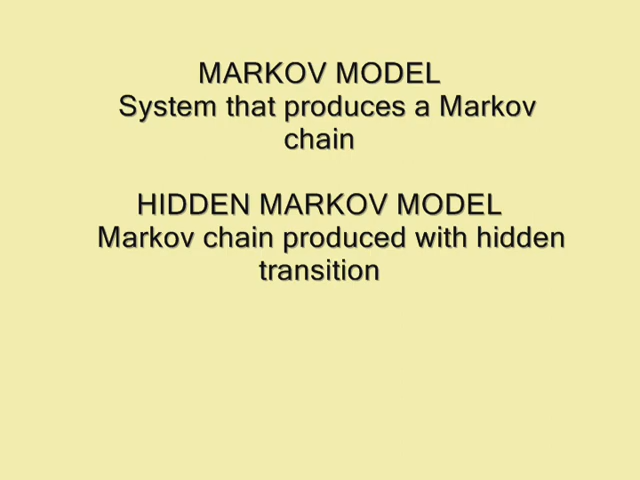 MARKOV MODEL
System that produces a Markov
chain
HIDDEN MARKOV MODEL
Markov chain produced with hidden
transition